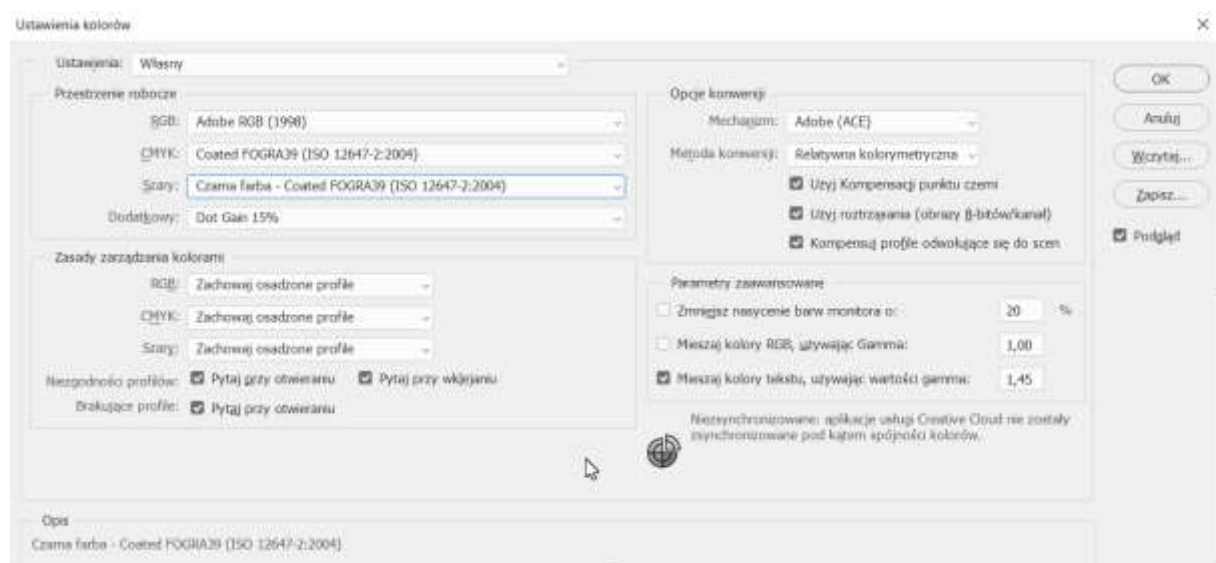 Ustawienia kolorów
Ustawienia: Własny
Przestrzenie robocze
RGB: Adobe RGB (1998)
CMYK: Coated FOGRA39 (ISO 12647-2:2004)
Szary: Czarna farba - Coated FOGRA39 (ISO 12647-2:2004)
Dodatkowy: Dot Gain 15%
Zasady zarządzania kolorami
RGB: Zachowaj osadzone profile
CMYK: Zachowaj osadzone profile
Szary: Zachowaj osadzone profile
Niezgodności profilów: Pytaj przy otwieraniu Pytaj przy wklejaniu
Brakujące profile: Pytaj przy otwieraniu
Opcje konwersji
Mechanizm: Adobe (ACE)
Metoda konwersji: Relatywna kolorymetryczna
Użyj Kompensacji punktu czerni
Użyj roztrząsania (obrazy 8-bitów/kanał)
Kompensuj profile odwołujące się do scen
Parametry zaawansowane
Zmniejsz nasycenie barw monitora o: 20 %
Mieszaj kolory RGB, używając Gamma: 1,00
Mieszaj kolory tekstu, używając wartości gamma: 1,45
Niezsynchronizowane: aplikacje usługi Creative Cloud nie zostały
zsynchronizowane pod kątem spójności kolorów.
OK
Anuluj
Wczytaj...
Zapisz...
Podgląd
Opis
Czarna farba - Coated FOGRA39 (ISO 12647-2:2004)